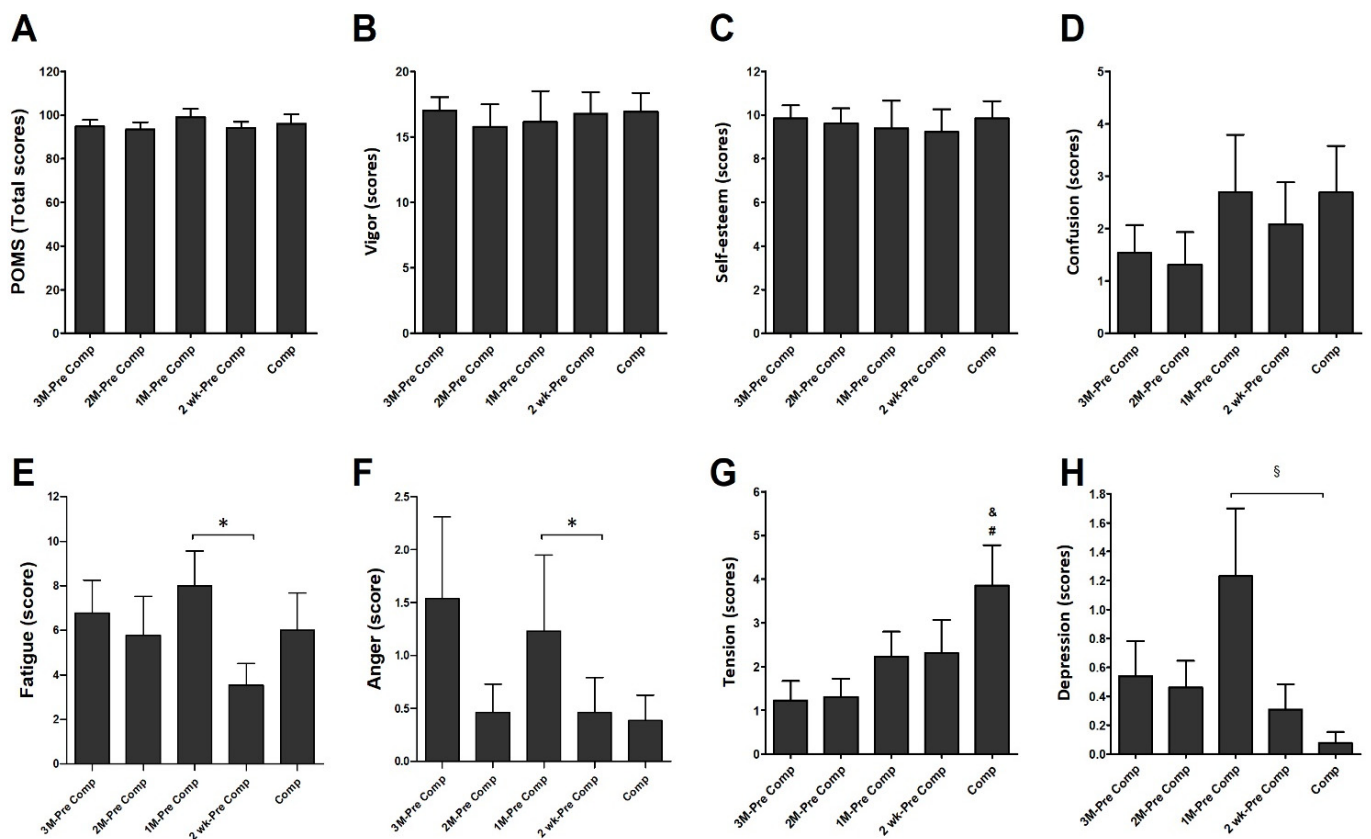 A
POMS (Total scores)
120
100
80
60
40
20
0
3M-Pre Comp
2M-Pre Comp
1M-Pre Comp
2 wk-Pre Comp
Comp
B
Vigor (scores)
20
15
10
5
0
3M-Pre Comp
2M-Pre Comp
1M-Pre Comp
2 wk-Pre Comp
Comp
C
Self-esteem (scores)
12
10
8
6
4
2
0
3M-Pre Comp
2M-Pre Comp
1M-Pre Comp
2 wk-Pre Comp
Comp
D
Confusion (scores)
5
4
3
2
1
0
3M-Pre Comp
2M-Pre Comp
1M-Pre Comp
2 wk-Pre Comp
Comp
E
Fatigue (score)
12
10
8
6
4
2
0
*
3M-Pre Comp
2M-Pre Comp
1M-Pre Comp
2 wk-Pre Comp
Comp
F
Anger (score)
2.5
2.0
1.5
1.0
0.5
0.0
*
3M-Pre Comp
2M-Pre Comp
1M-Pre Comp
2 wk-Pre Comp
Comp
G
Tension (scores)
6
5
4
3
2
1
0
&
#
3M-Pre Comp
2M-Pre Comp
1M-Pre Comp
2 wk-Pre Comp
Comp
H
Depression (scores)
1.8
1.6
1.4
1.2
1.0
0.8
0.6
0.4
0.2
0.0
§
3M-Pre Comp
2M-Pre Comp
1M-Pre Comp
2 wk-Pre Comp
Comp